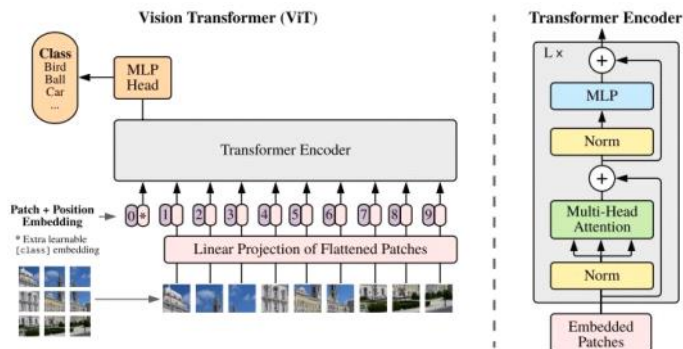 Vision Transformer (ViT)
Class
Bird
Ball
Car
...
MLP
Head
Transformer Encoder
Patch + Position
Embedding
0 * 1 2 3 4 5 6 7 8 9
* Extra learnable
[class] embedding
Linear Projection of Flattened Patches
Transformer Encoder
L ×
+
MLP
Norm
+
Multi-Head
Attention
Norm
Embedded
Patches